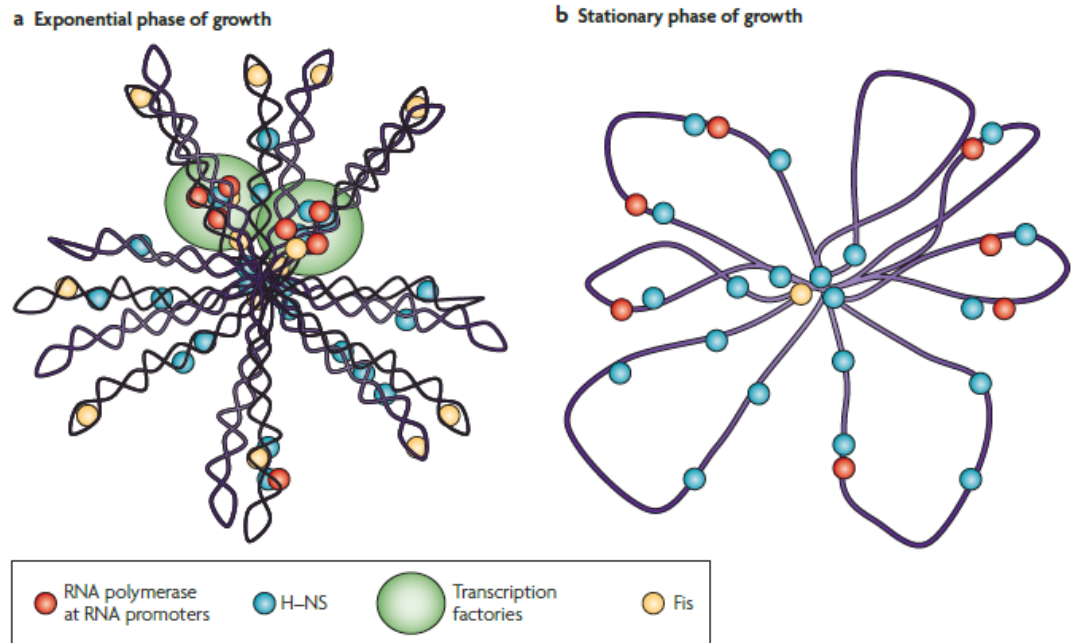 a Exponential phase of growth
b Stationary phase of growth
RNA polymerase
at RNA promoters
H–NS
Transcription
factories
Fis